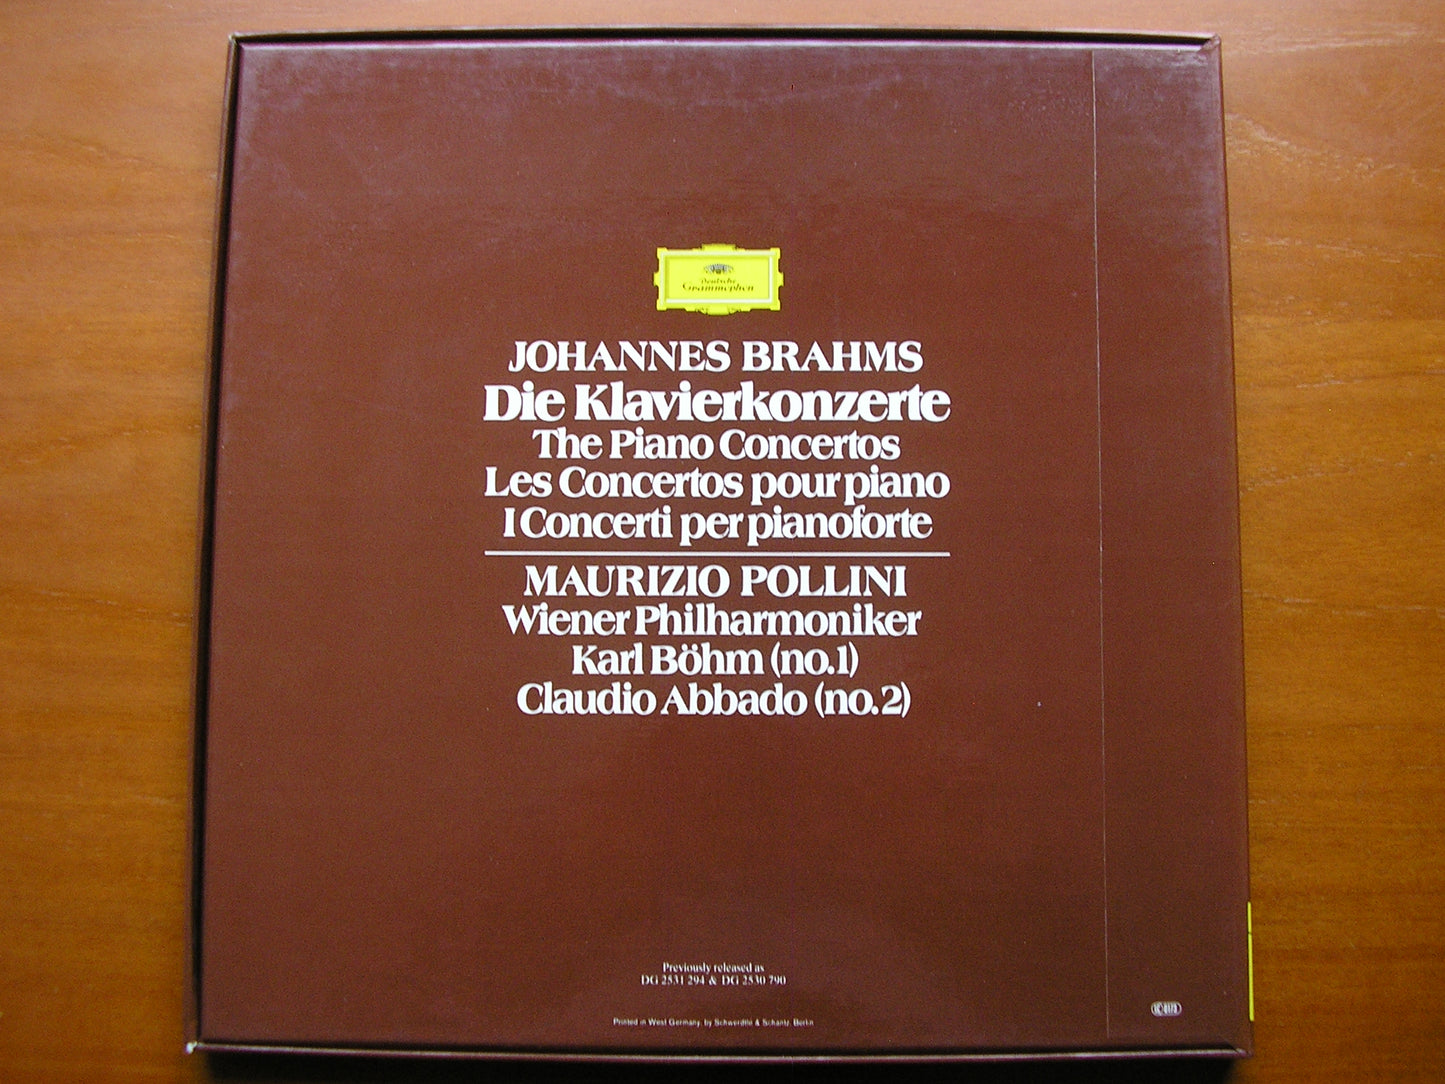 Deutsche
Grammophon
JOHANNES BRAHMS
Die Klavierkonzerte
The Piano Concertos
Les Concertos pour piano
I Concerti per pianoforte
MAURIZIO POLLINI
Wiener Philharmoniker
Karl Böhm (no.1)
Claudio Abbado (no.2)
Previously released as
DG 2531 294 & DG 2530 790
Printed in West Germany. by Schwerdtle & Schantz. Berlin